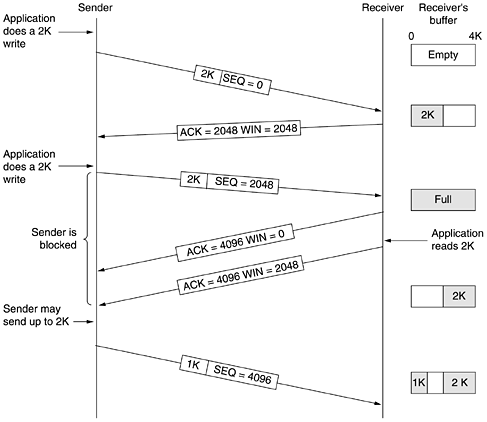 Sender
Receiver
Receiver's
buffer
Application
does a 2K
write
0 4K
Empty
2K SEQ = 0
2K
ACK = 2048 WIN = 2048
Application
does a 2K
write
2K SEQ = 2048
Full
Sender is
blocked
Application
reads 2K
ACK = 4096 WIN = 0
ACK = 4096 WIN = 2048
2K
Sender may
send up to 2K
1K SEQ = 4096
1K 2 K